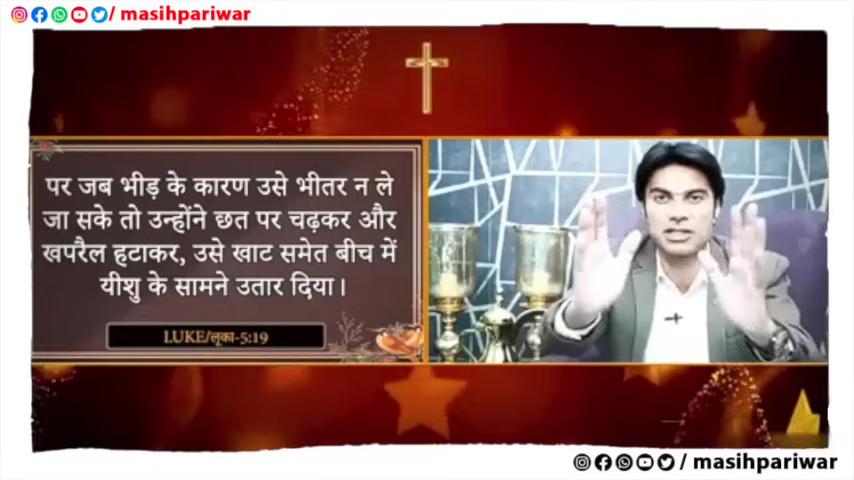 / masihpariwar
पर जब भीड़ के कारण उसे भीतर न ले
जा सके तो उन्होंने छत पर चढ़कर और
खपरैल हटाकर, उसे खाट समेत बीच में
यीशु के सामने उतार दिया।
LUKE/लूका-5:19
/ masihpariwar